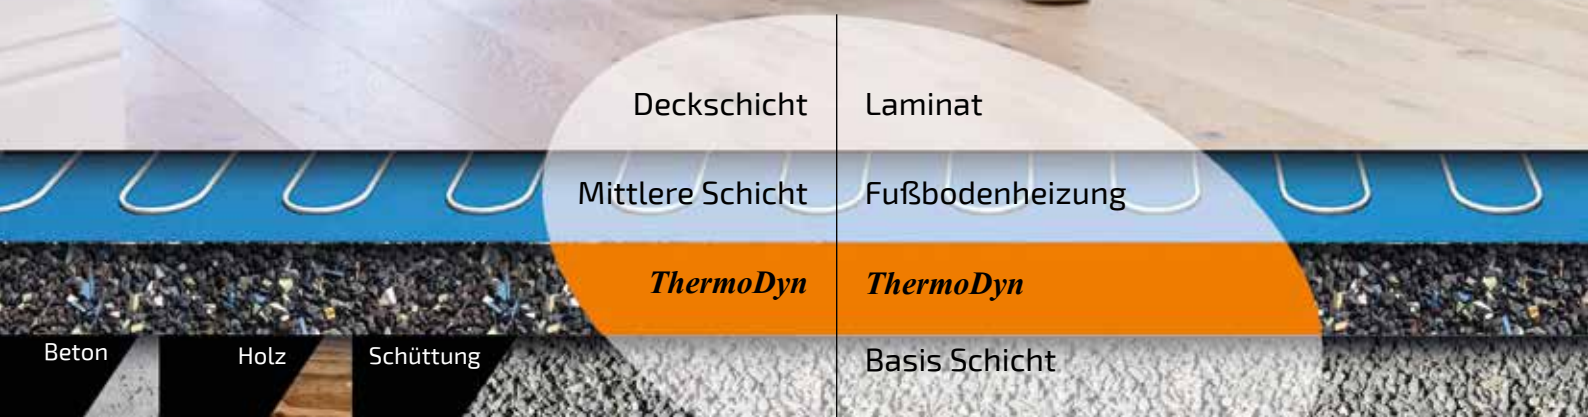 Deckschicht Laminat
Mittlere Schicht Fußbodenheizung
ThermoDyn ThermoDyn
Beton Holz Schüttung Basis Schicht